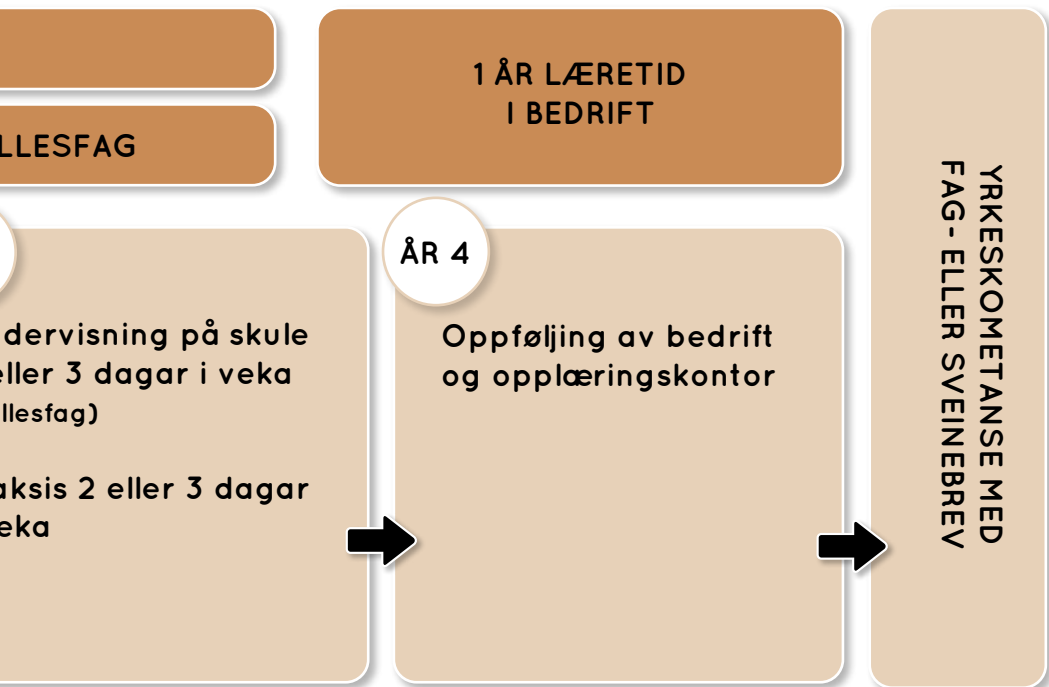 LLESFAG
1 ÅR LÆRETID
I BEDRIFT
dervisning på skule
eller 3 dagar i veka
llesfag)
aksis 2 eller 3 dagar
eka
ÅR 4
Oppføljing av bedrift
og opplæringskontor
YRKESKOMETANSE MED
FAG- ELLER SVEINEBREV